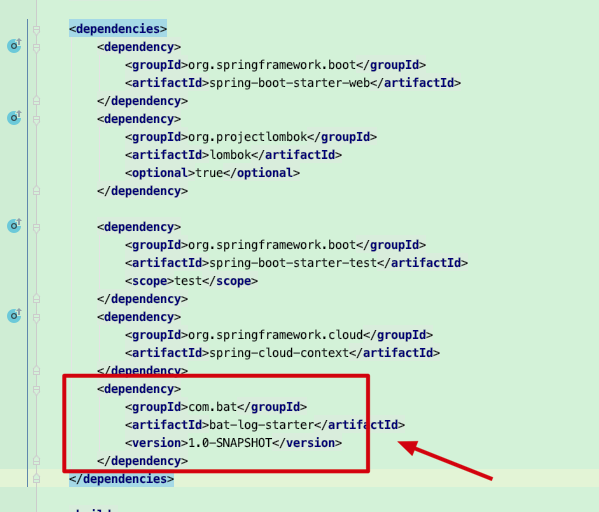 <dependencies>
<dependency>
<groupId>org.springframework.boot</groupId>
<artifactId>spring-boot-starter-web</artifactId>
</dependency>
<dependency>
<groupId>org.projectlombok</groupId>
<artifactId>lombok</artifactId>
<optional>true</optional>
</dependency>
<dependency>
<groupId>org.springframework.boot</groupId>
<artifactId>spring-boot-starter-test</artifactId>
<scope>test</scope>
</dependency>
<dependency>
<groupId>org.springframework.cloud</groupId>
<artifactId>spring-cloud-context</artifactId>
</dependency>
<dependency>
<groupId>com.bat</groupId>
<artifactId>bat-log-starter</artifactId>
<version>1.0-SNAPSHOT</version>
</dependency>
</dependencies>